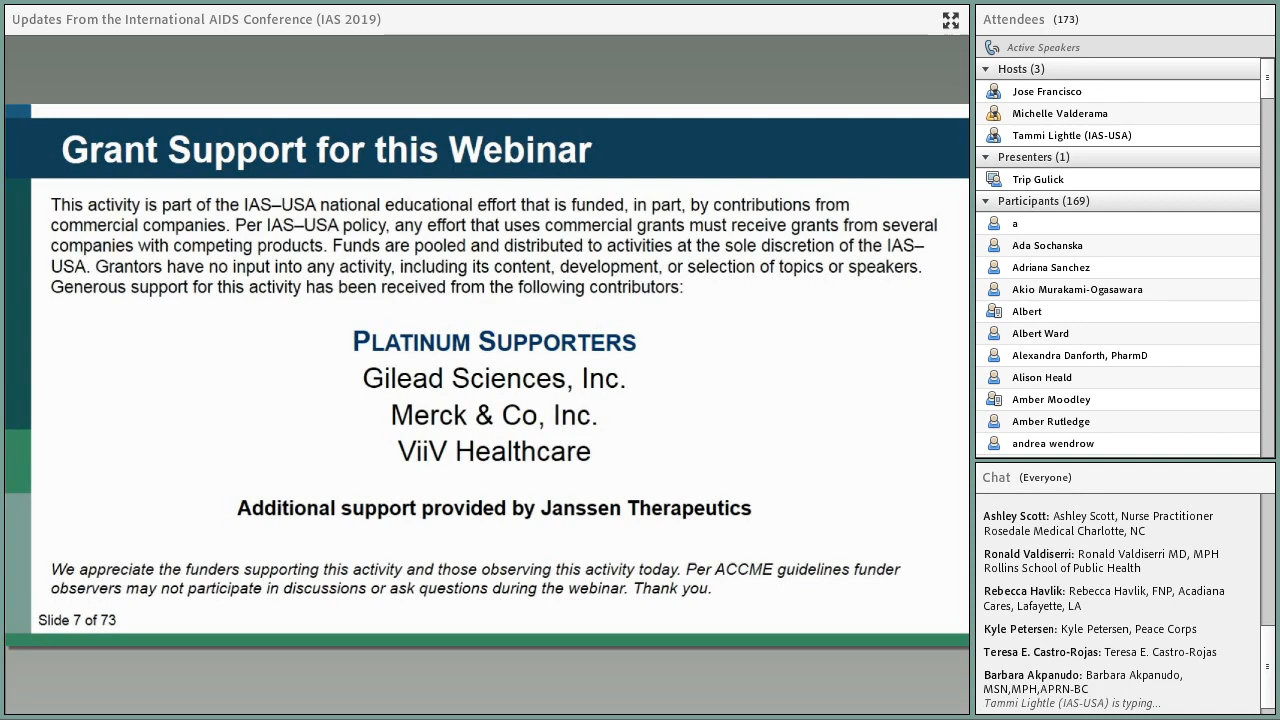 Updates From the International AIDS Conference (IAS 2019)
Grant Support for this Webinar
This activity is part of the IAS–USA national educational effort that is funded, in part, by contributions from
commercial companies. Per IAS–USA policy, any effort that uses commercial grants must receive grants from several
companies with competing products. Funds are pooled and distributed to activities at the sole discretion of the IAS–
USA. Grantors have no input into any activity, including its content, development, or selection of topics or speakers.
Generous support for this activity has been received from the following contributors:
PLATINUM SUPPORTERS
Gilead Sciences, Inc.
Merck & Co, Inc.
ViiV Healthcare
Additional support provided by Janssen Therapeutics
We appreciate the funders supporting this activity and those observing this activity today. Per ACCME guidelines funder
observers may not participate in discussions or ask questions during the webinar. Thank you.
Slide 7 of 73
Attendees (173)
Active Speakers
Hosts (3)
Jose Francisco
Michelle Valderama
Tammi Lightle (IAS-USA)
Presenters (1)
Trip Gulick
Participants (169)
a
Ada Sochanska
Adriana Sanchez
Akio Murakami-Ogasawara
Albert
Albert Ward
Alexandra Danforth, PharmD
Alison Heald
Amber Moodley
Amber Rutledge
andrea wendrow
Chat (Everyone)
Ashley Scott: Ashley Scott, Nurse Practitioner
Rosedale Medical Charlotte, NC
Ronald Valdiserri: Ronald Valdiserri MD, MPH
Rollins School of Public Health
Rebecca Havlik: Rebecca Havlik, FNP, Acadiana
Cares, Lafayette, LA
Kyle Petersen: Kyle Petersen, Peace Corps
Teresa E. Castro-Rojas: Teresa E. Castro-Rojas
Barbara Akpanudo: Barbara Akpanudo,
MSN,MPH,APRN-BC
Tammi Lightle (IAS-USA) is typing...